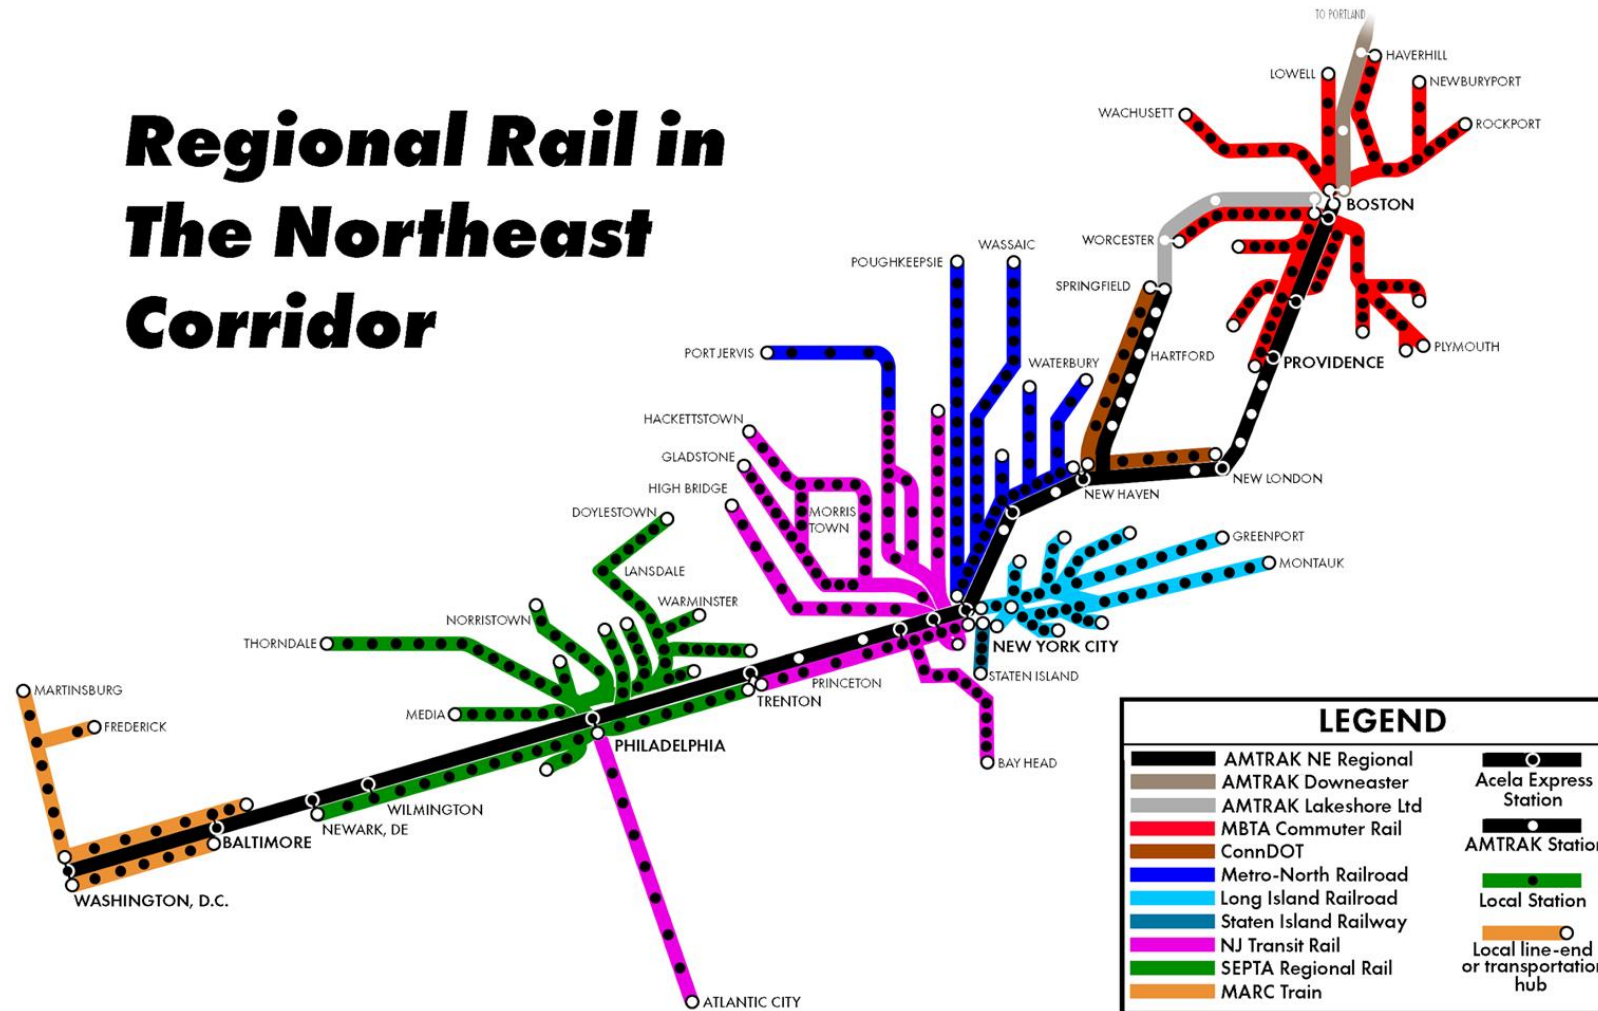 Regional Rail in
The Northeast
Corridor
TO PORTLAND
HAVERHILL
LOWELL
NEWBURYPORT
WACHUSETT
ROCKPORT
BOSTON
WORCESTER
WASSAIC
POUGHKEEPSIE
SPRINGFIELD
PORT JERVIS
HARTFORD
PLYMOUTH
WATERBURY
PROVIDENCE
HACKETTSTOWN
GLADSTONE
HIGH BRIDGE
NEW LONDON
NEW HAVEN
DOYLESTOWN
MORRIS
TOWN
GREENPORT
MONTAUK
LANSDALE
WARMINSTER
NORRISTOWN
THORNDALE
NEW YORK CITY
STATEN ISLAND
PRINCETON
MARTINSBURG
TRENTON
MEDIA
FREDERICK
PHILADELPHIA
BAY HEAD
WILMINGTON
NEWARK, DE
BALTIMORE
WASHINGTON, D.C.
ATLANTIC CITY
LEGEND
AMTRAK NE Regional
AMTRAK Downeaster
AMTRAK Lakeshore Ltd
MBTA Commuter Rail
ConnDOT
Metro-North Railroad
Long Island Railroad
Staten Island Railway
NJ Transit Rail
SEPTA Regional Rail
MARC Train
Acela Express
Station
AMTRAK Station
Local Station
Local line-end
or transportation
hub